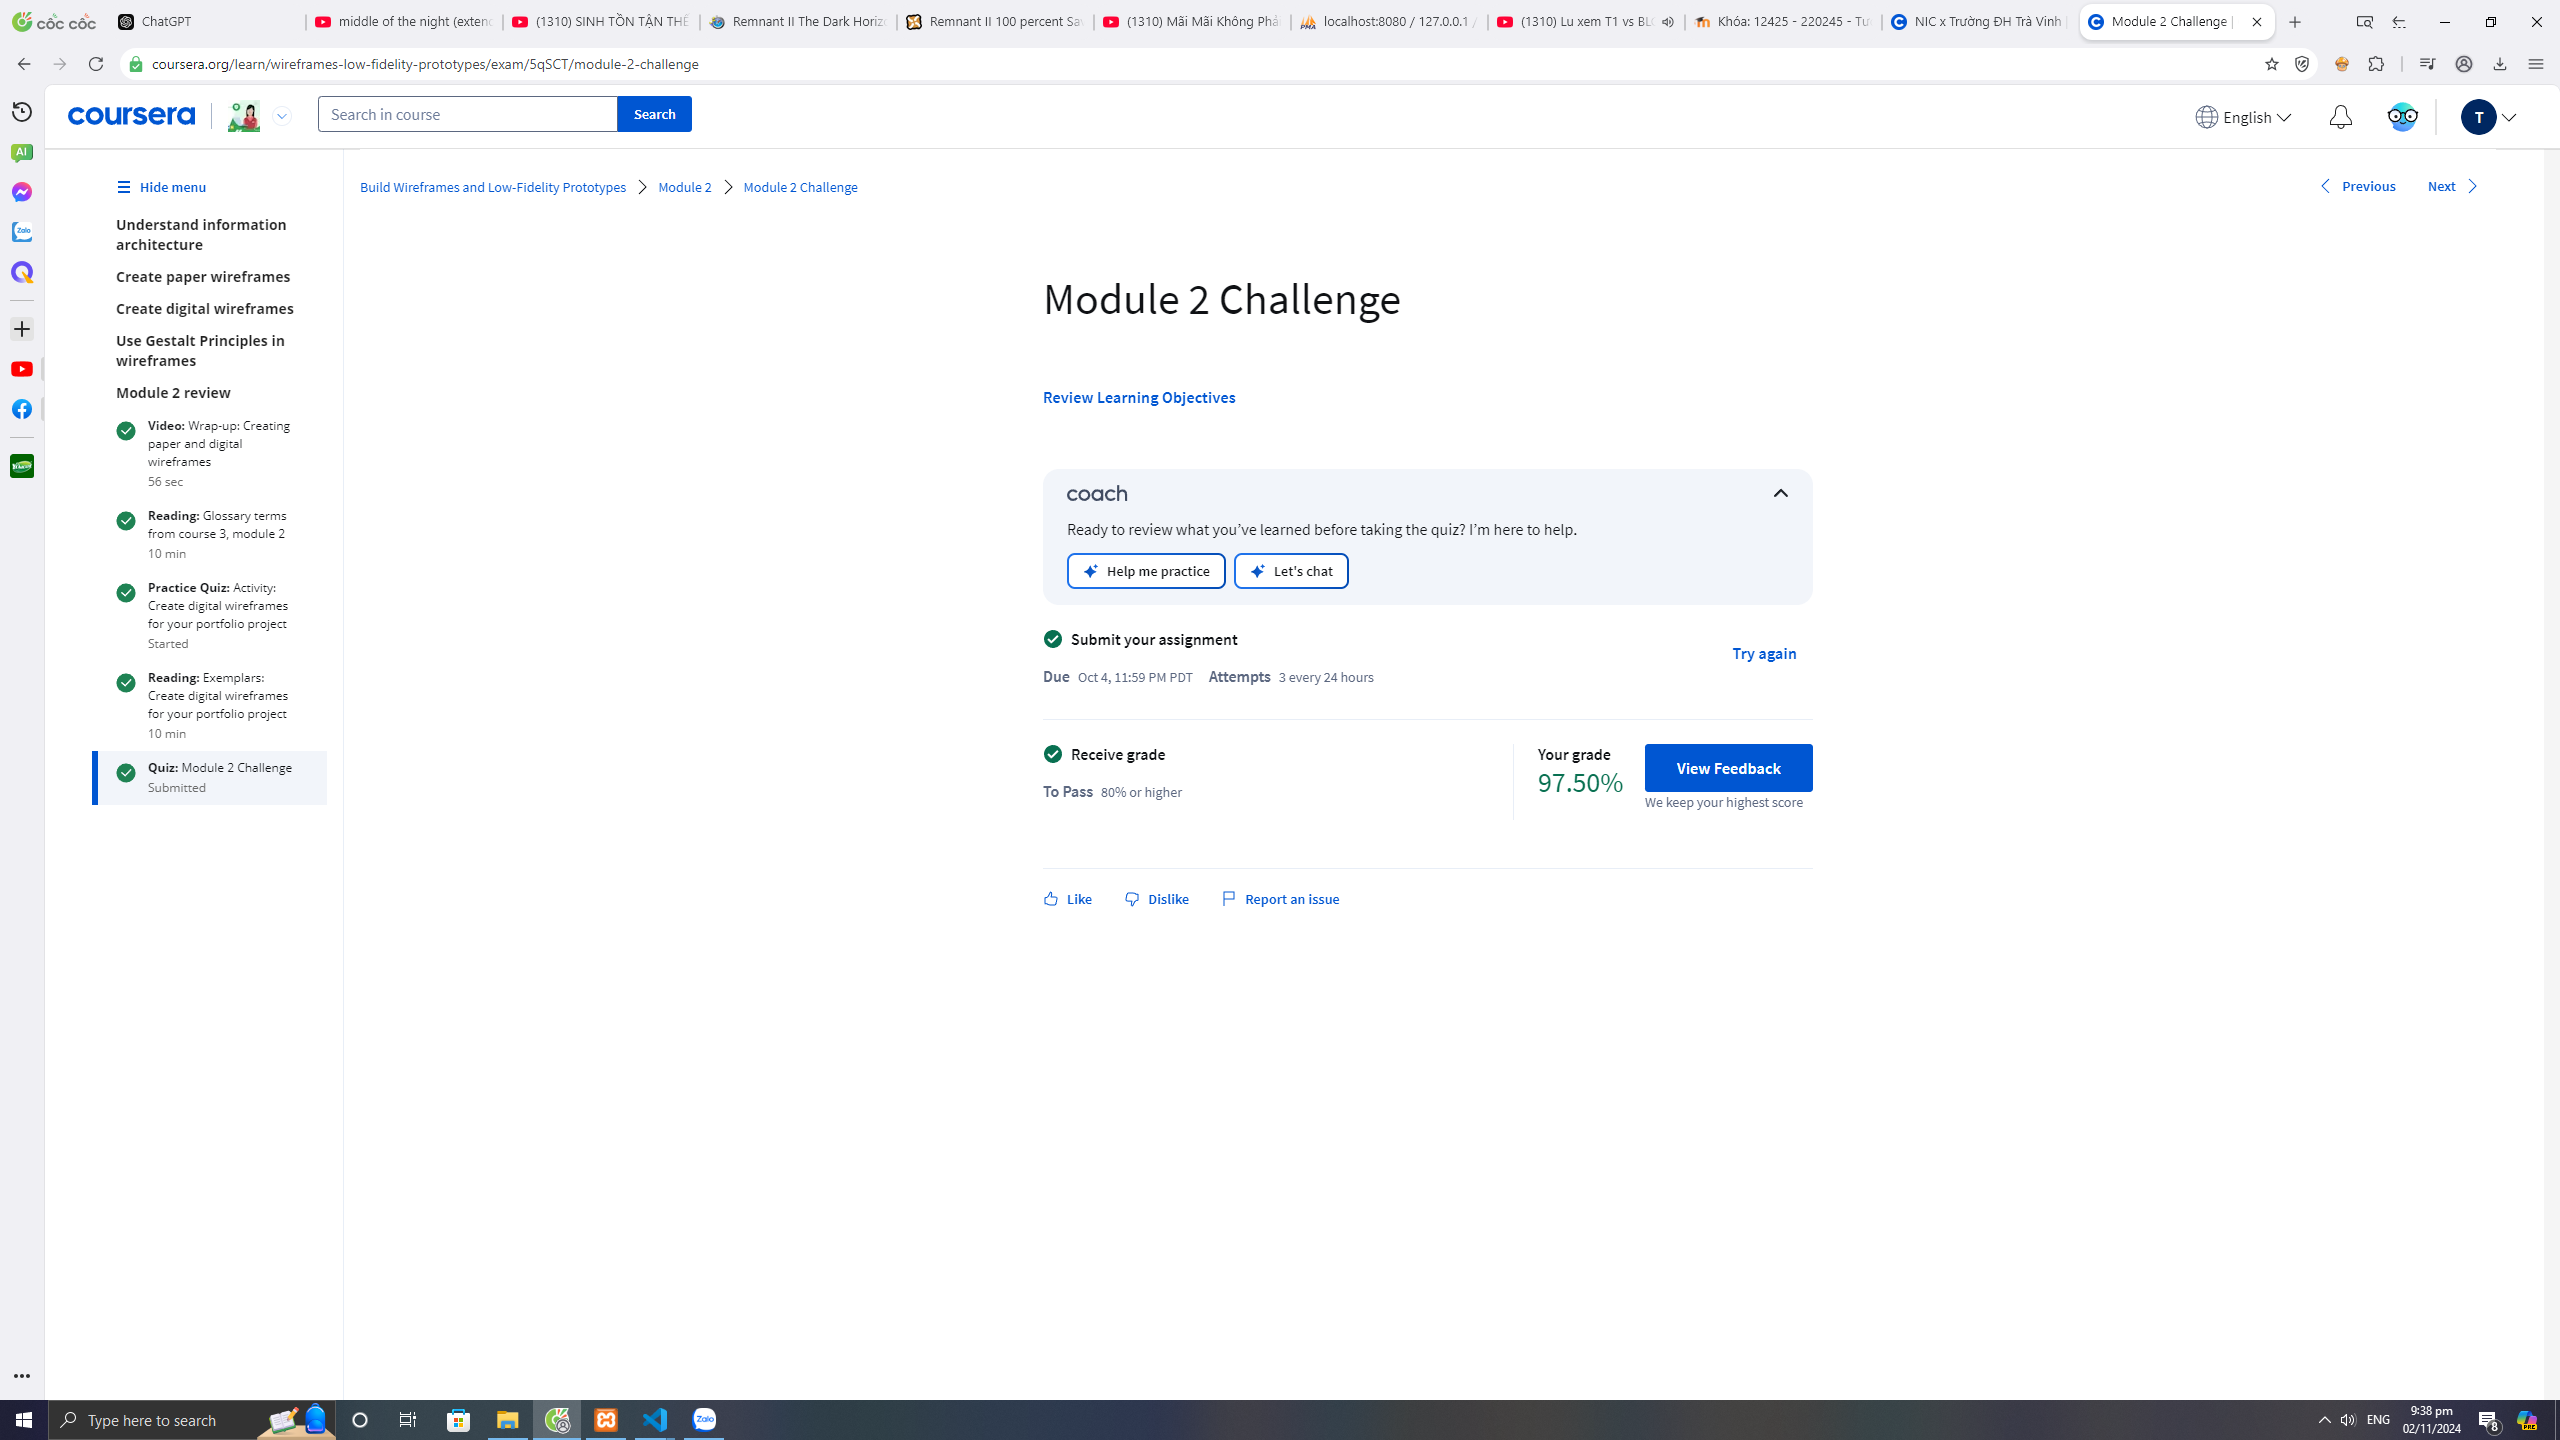 cốc cốc
ChatGPT
middle of the night (extend
(1310) SINH TỒN TẬN THẾ
Remnant II The Dark Horizo
Remnant II 100 percent Sav
(1310) Mãi Mãi Không Phả
localhost:8080 / 127.0.0.1 /
(1310) Lu xem T1 vs BLG
Khóa: 12425 - 220245 - Tư
NIC x Trường ĐH Trà Vinh |
Module 2 Challenge |
coursera.org/learn/wireframes-low-fidelity-prototypes/exam/5qSCT/module-2-challenge
coursera
Search in course
Search
English
T
AI
Zalo
Hide menu
Build Wireframes and Low-Fidelity Prototypes
Module 2
Module 2 Challenge
Previous
Next
Understand information
architecture
Create paper wireframes
Create digital wireframes
Use Gestalt Principles in
wireframes
Module 2 review
Video: Wrap-up: Creating
paper and digital
wireframes
56 sec
Reading: Glossary terms
from course 3, module 2
10 min
Practice Quiz: Activity:
Create digital wireframes
for your portfolio project
Started
Reading: Exemplars:
Create digital wireframes
for your portfolio project
10 min
Quiz: Module 2 Challenge
Submitted
Module 2 Challenge
Review Learning Objectives
coach
Ready to review what you’ve learned before taking the quiz? I’m here to help.
Help me practice
Let's chat
Submit your assignment
Try again
Due Oct 4, 11:59 PM PDT Attempts 3 every 24 hours
Receive grade
To Pass 80% or higher
Your grade
97.50%
View Feedback
We keep your highest score
Like
Dislike
Report an issue
Type here to search
Zalo
ENG
9:38 pm
02/11/2024
8
PRE